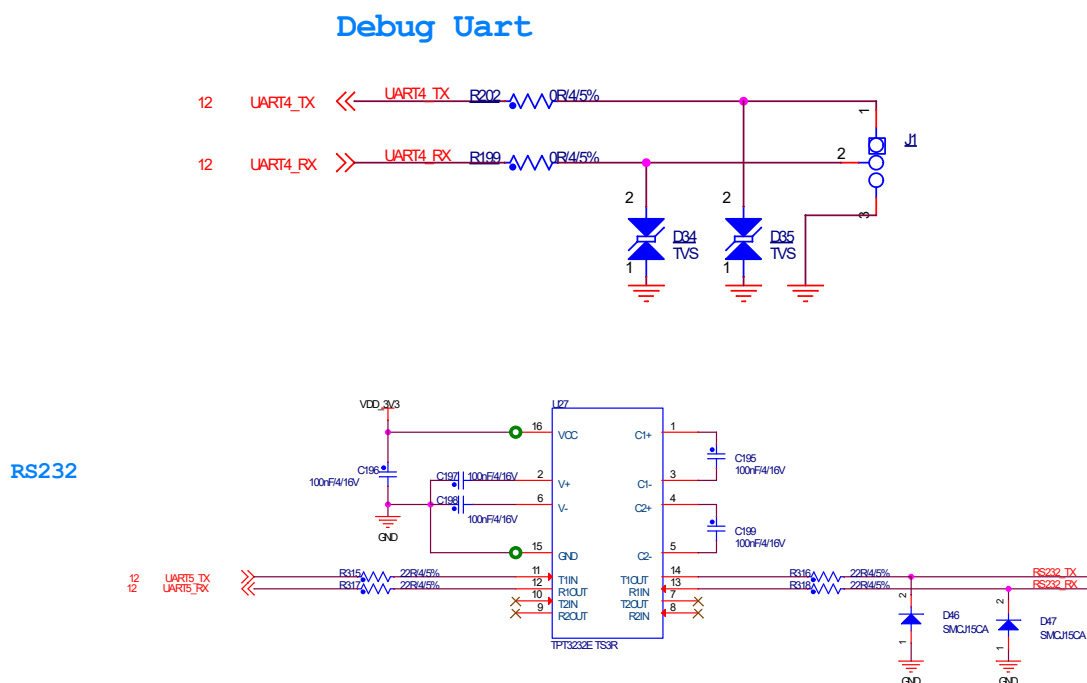 Debug Uart
12 UART4_TX UART4_TX R202 0R/4/5%
1
J1
12 UART4_RX UART4_RX R199 0R/4/5%
2
3
2 2
D34
TVS
D35
TVS
1 1
RS232
VDD_3V3
U27
16 VCC C1+ 1
C196
100nF/4/16V
C195
100nF/4/16V
C197 100nF/4/16V
2 V+ C1- 3
C198
100nF/4/16V
6 V- C2+ 4
GND
C199
100nF/4/16V
15 GND C2- 5
12 UART5_TX R315 22R/4/5% 11 T1IN T1OUT 14 R316 22R/4/5% RS232_TX
12 UART5_RX R317 22R/4/5% 12 R1OUT R1IN 13 R318 22R/4/5% RS232_RX
10 T2IN T2OUT 7
9 R2OUT R2IN 8
TPT3232E TS3R
2 2
D46
SMCJ15CA
D47
SMCJ15CA
1 1
GND GND